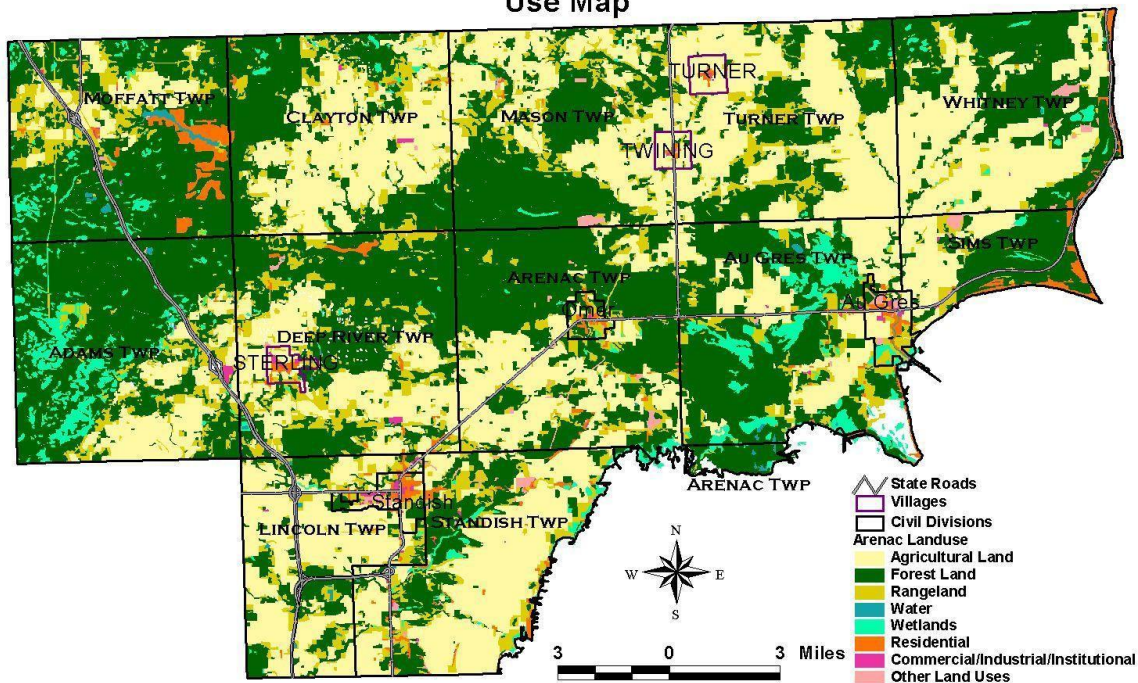 Use Map
MOFFATT TWP
CLAYTON TWP
MASON TWP
TURNER
TURNER TWP
WHITNEY TWP
TWINING
ARENAC TWP
AU GRES TWP
SIMS TWP
Omer
Au Gres
ADAMS TWP
DEEP RIVER TWP
STERLING
ARENAC TWP
Standish
LINCOLN TWP
STANDISH TWP
N
W
E
S
3 0 3 Miles
State Roads
Villages
Civil Divisions
Arenac Landuse
Agricultural Land
Forest Land
Rangeland
Water
Wetlands
Residential
Commercial/Industrial/Institutional
Other Land Uses